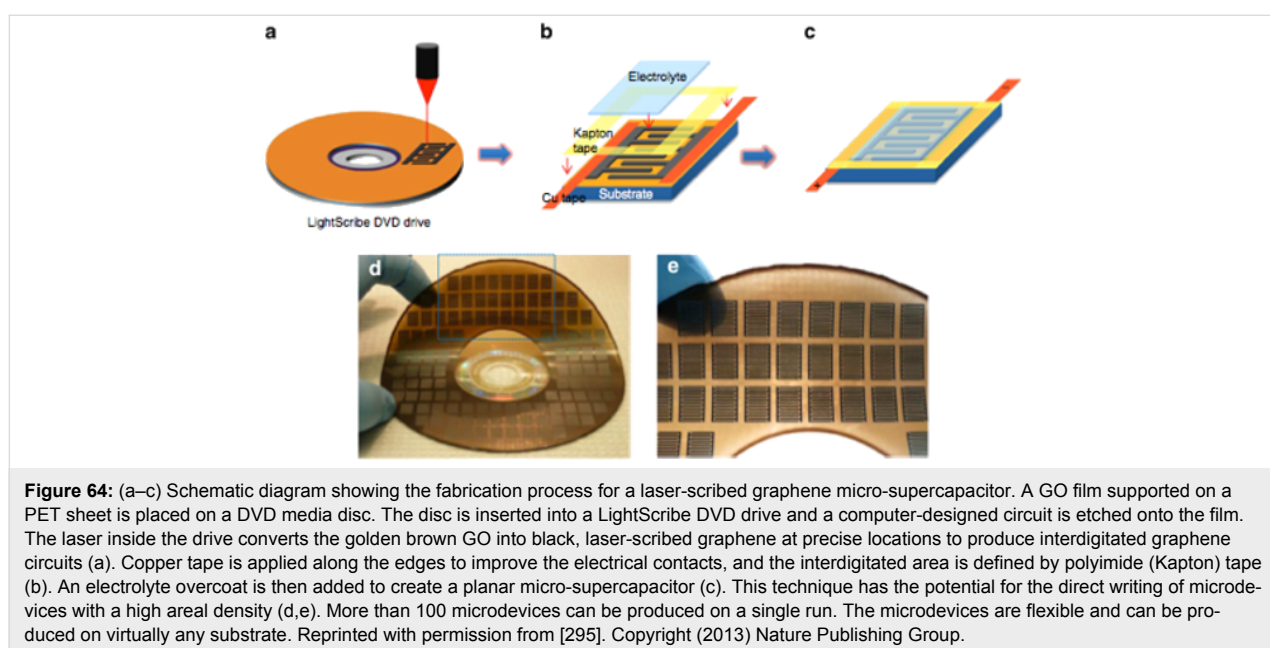 a
b
c
Electrolyte
Kapton
tape
Cu tape
Substrate
-
+
LightScribe DVD drive
d
e
Figure 64: (a–c) Schematic diagram showing the fabrication process for a laser-scribed graphene micro-supercapacitor. A GO film supported on a
PET sheet is placed on a DVD media disc. The disc is inserted into a LightScribe DVD drive and a computer-designed circuit is etched onto the film.
The laser inside the drive converts the golden brown GO into black, laser-scribed graphene at precise locations to produce interdigitated graphene
circuits (a). Copper tape is applied along the edges to improve the electrical contacts, and the interdigitated area is defined by polyimide (Kapton) tape
(b). An electrolyte overcoat is then added to create a planar micro-supercapacitor (c). This technique has the potential for the direct writing of microde-
vices with a high areal density (d,e). More than 100 microdevices can be produced on a single run. The microdevices are flexible and can be pro-
duced on virtually any substrate. Reprinted with permission from [295]. Copyright (2013) Nature Publishing Group.